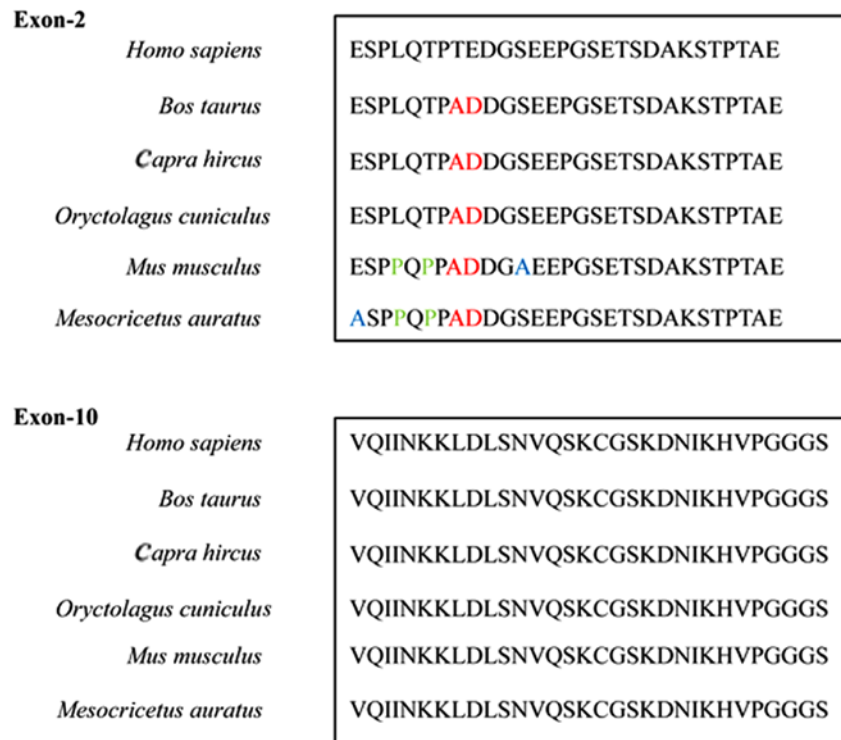 Exon-2
Homo sapiens ESPLQTPTEDGSEEPGSETSDAKSTPTAE
Bos taurus ESPLQTPADDGSEEPGSETSDAKSTPTAE
Capra hircus ESPLQTPADDGSEEPGSETSDAKSTPTAE
Oryctolagus cuniculus ESPLQTPADDGSEEPGSETSDAKSTPTAE
Mus musculus ESPPQPPADDGAEEPGSETSDAKSTPTAE
Mesocricetus auratus ASPPQPPADDGSEEPGSETSDAKSTPTAE
Exon-10
Homo sapiens VQIINKKLDLSNVQSKCGSKDNIKHVPGGGS
Bos taurus VQIINKKLDLSNVQSKCGSKDNIKHVPGGGS
Capra hircus VQIINKKLDLSNVQSKCGSKDNIKHVPGGGS
Oryctolagus cuniculus VQIINKKLDLSNVQSKCGSKDNIKHVPGGGS
Mus musculus VQIINKKLDLSNVQSKCGSKDNIKHVPGGGS
Mesocricetus auratus VQIINKKLDLSNVQSKCGSKDNIKHVPGGGS